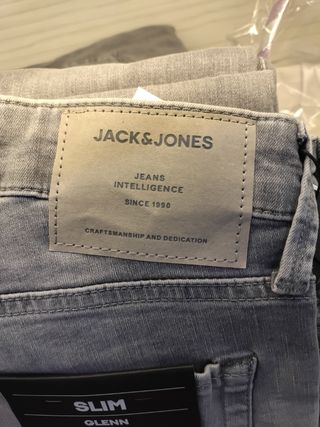 JACK&JONES
JEANS
INTELLIGENCE
SINCE 1990
CRAFTSMANSHIP AND DEDICATION
SLIM
GLENN